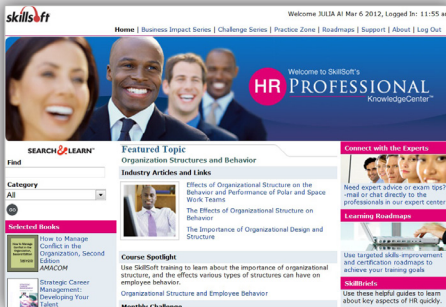 skillsoft
Welcome JULIA A! Mar 6 2012, Logged In: 11:55 a
Home | Business Impact Series | Challenge Series | Practice Zone | Roadmaps | Support | About | Log Out
Welcome to SkillSoft's
HR PROFESSIONAL
KnowledgeCenter™
SEARCH & LEARN™
Find
Category
All
GO
Selected Books
How to Manage
Conflict in the
Organization, Second
Edition
AMACOM
Strategic Career
Management:
Developing Your
Talent
Featured Topic
Organization Structures and Behavior
Industry Articles and Links
Effects of Organizational Structure on the
Behavior and Performance of Polar and Space
Work Teams
The Effects of Organizational Structure on
Behavior
The Importance of Organizational Design and
Structure
Course Spotlight
Use SkillSoft training to learn about the importance of organizational
structure, and the effects various types of structures can have on
employee behavior.
Organizational Structure and Employee Behavior
Monthly Challenge
Connect with the Experts
Need expert advice or exam tips?
-mail or chat directly to the
professionals in our expert center
Learning Roadmaps
Use targeted skills-improvement
and certification roadmaps to
achieve your training goals
SkillBriefs
Use these helpful guides to learn
about key aspects of HR quickly